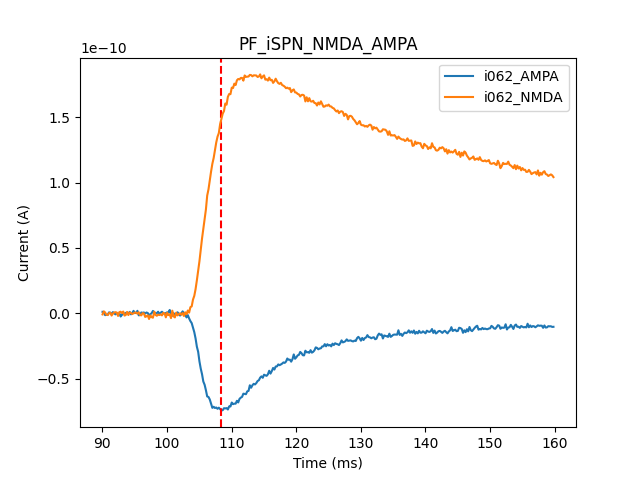 PF_iSPN_NMDA_AMPA
1e−10
i062_AMPA
i062_NMDA
1.5
1.0
0.5
0.0
−0.5
Current (A)
90 100 110 120 130 140 150 160
Time (ms)